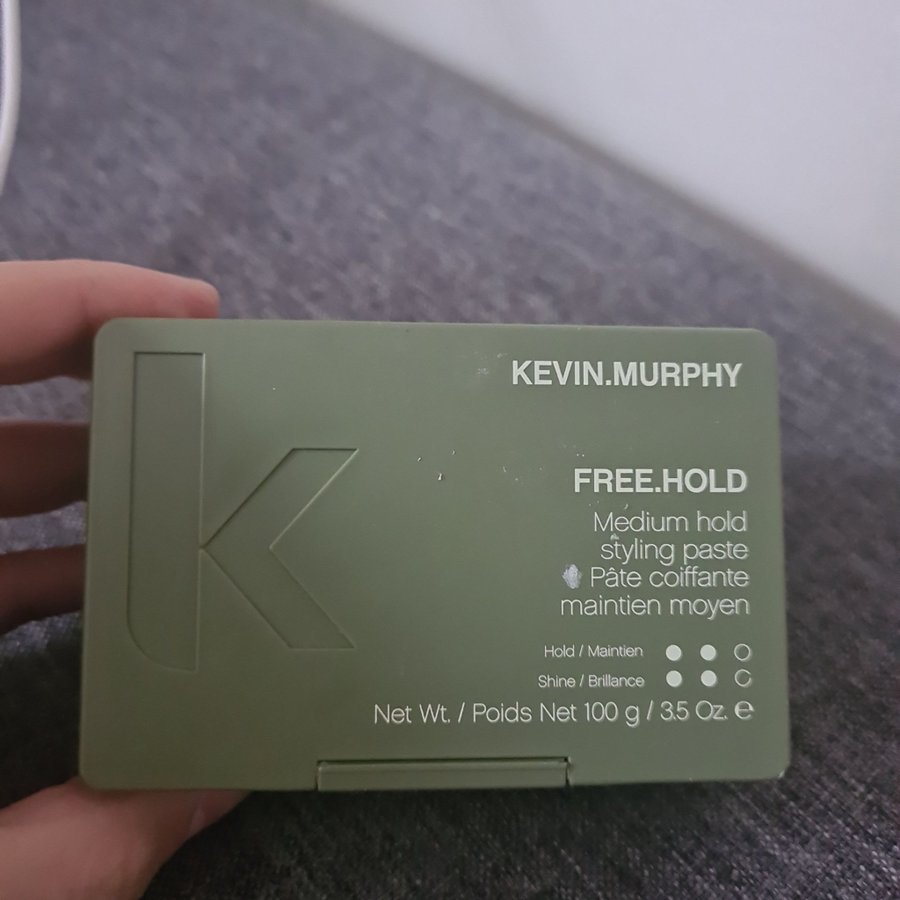 KEVIN.MURPHY
FREE.HOLD
Medium hold
styling paste
Pâte coiffante
maintien moyen
Hold / Maintien
Shine / Brillance
Net Wt. / Poids Net 100 g / 3.5 Oz. e